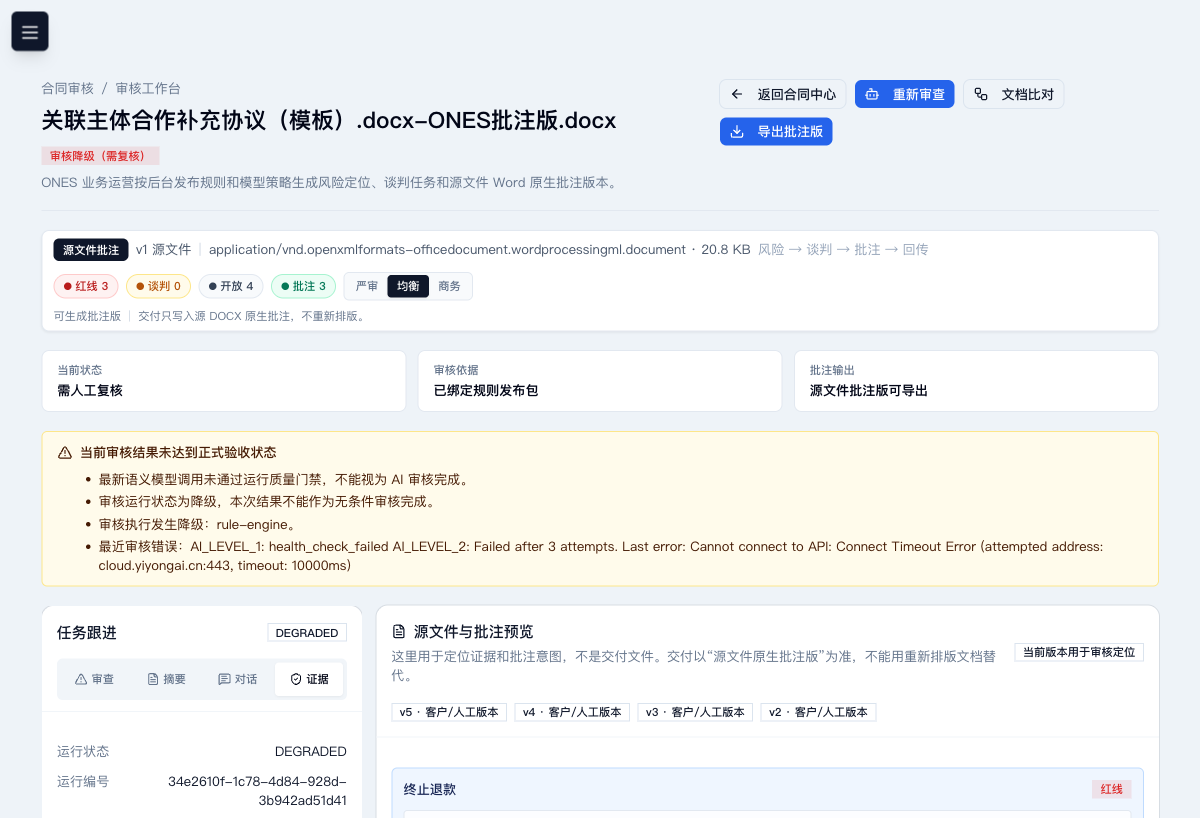 合同审核 / 审核工作台
关联主体合作补充协议（模板）.docx-ONES批注版.docx
审核降级（需复核）
ONES 业务运营按后台发布规则和模型策略生成风险定位、谈判任务和源文件 Word 原生批注版本。
返回合同中心
重新审查
文档比对
导出批注版
源文件批注 v1 源文件 application/vnd.openxmlformats-officedocument.wordprocessingml.document · 20.8 KB 风险 → 谈判 → 批注 → 回传
红线 3 谈判 0 开放 4 批注 3 严审 均衡 商务
可生成批注版 交付只写入源 DOCX 原生批注，不重新排版。
当前状态
需人工复核
审核依据
已绑定规则发布包
批注输出
源文件批注版可导出
当前审核结果未达到正式验收状态
最新语义模型调用未通过运行质量门禁，不能视为 AI 审核完成。
审核运行状态为降级，本次结果不能作为无条件审核完成。
审核执行发生降级：rule-engine。
最近审核错误：AI_LEVEL_1: health_check_failed AI_LEVEL_2: Failed after 3 attempts. Last error: Cannot connect to API: Connect Timeout Error (attempted address:
cloud.yiyongai.cn:443, timeout: 10000ms)
任务跟进 DEGRADED
审查 摘要 对话 证据
运行状态 DEGRADED
运行编号 34e2610f-1c78-4d84-928d-
3b942ad51d41
源文件与批注预览
这里用于定位证据和批注意图，不是交付文件。交付以“源文件原生批注版”为准，不能用重新排版文档替
代。
当前版本用于审核定位
v5 · 客户/人工版本 v4 · 客户/人工版本 v3 · 客户/人工版本 v2 · 客户/人工版本
终止退款 红线